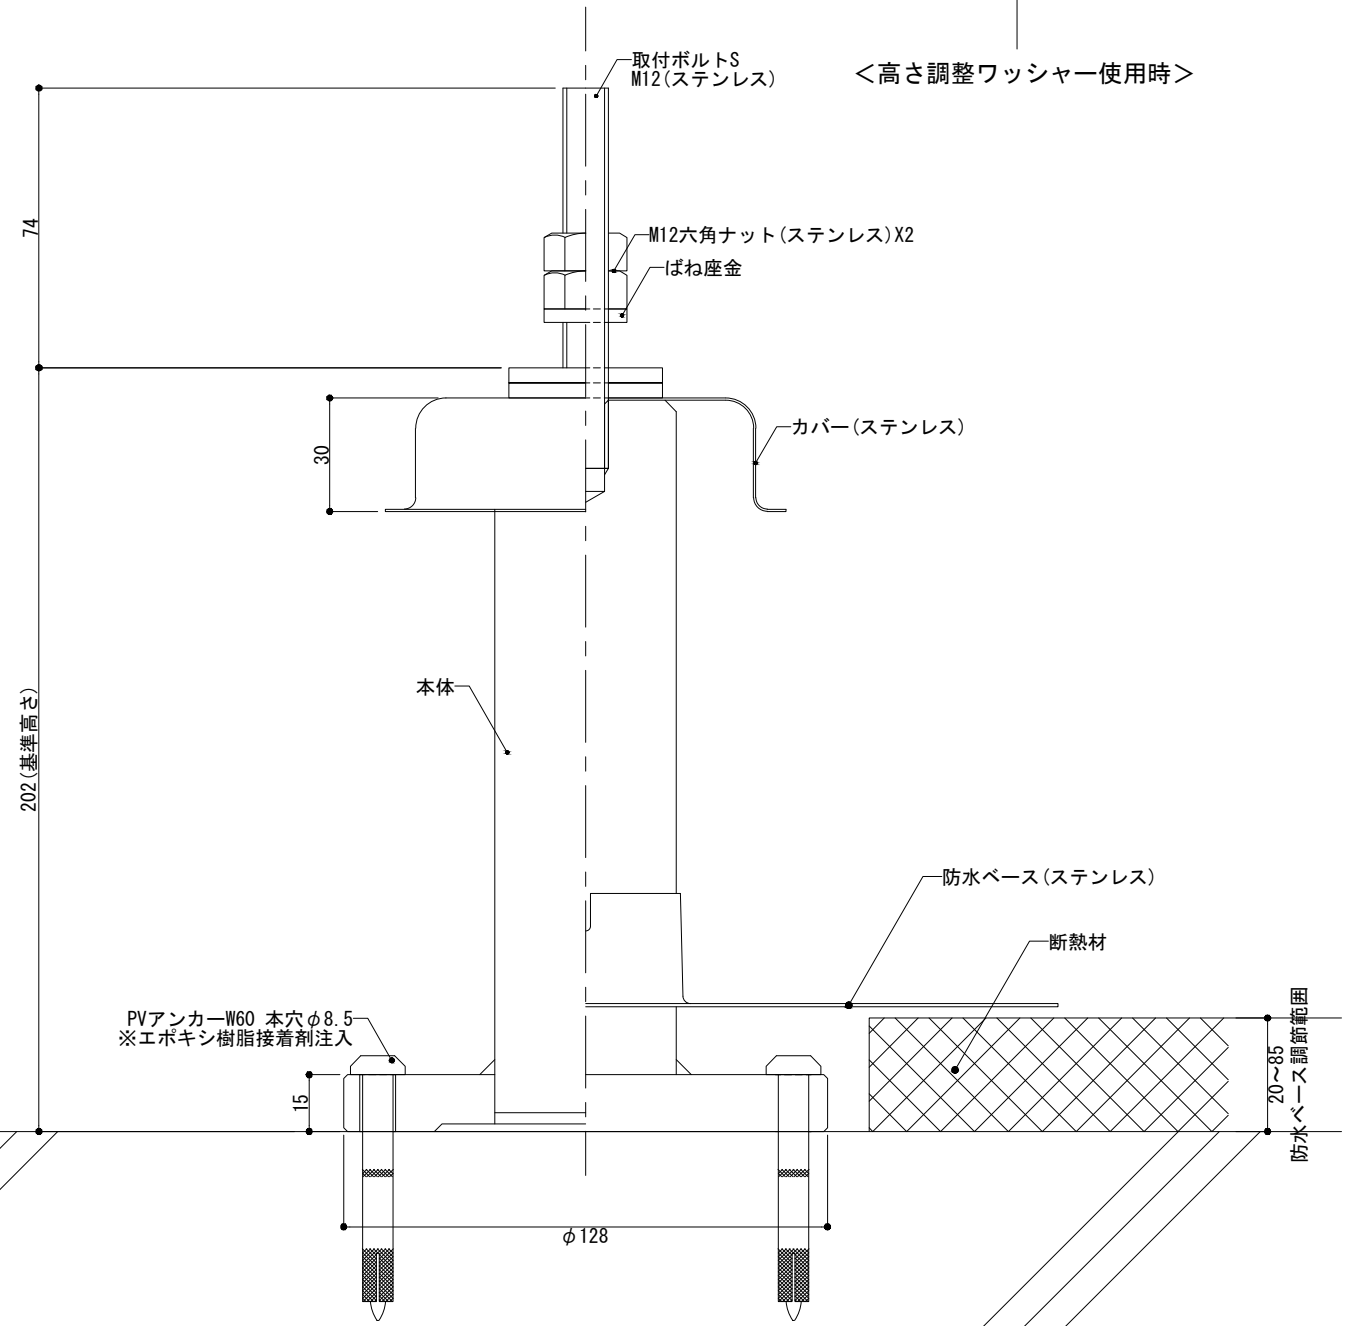 取付ボルトS
M12(ステンレス)
<高さ調整ワッシャー使用時>
74
M12六角ナット(ステンレス)X2
ばね座金
30
カバー(ステンレス)
本体
202(基準高さ)
防水ベース(ステンレス)
断熱材
PVアンカーW60 本穴φ8.5
※エポキシ樹脂接着剤注入
15
20~85
防水ベース調節範囲
φ128